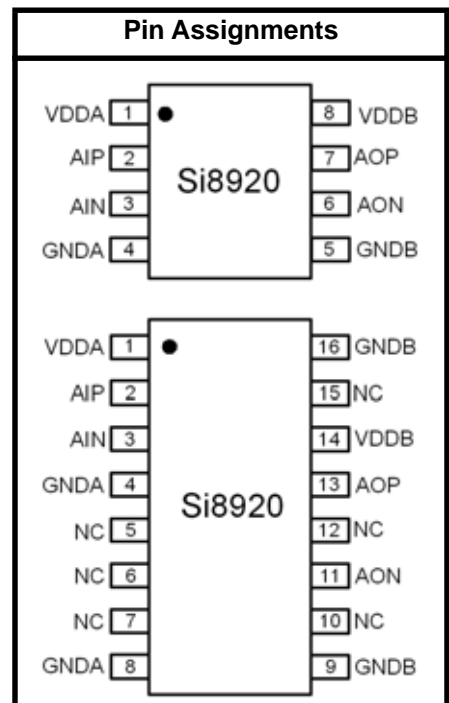 Pin Assignments
VDDA 1 8 VDDB
AIP 2 7 AOP
Si8920
AIN 3 6 AON
GNDA 4 5 GNDB
VDDA 1 16 GNDB
AIP 2 15 NC
AIN 3 14 VDDB
GNDA 4 13 AOP
Si8920
NC 5 12 NC
NC 6 11 AON
NC 7 10 NC
GNDA 8 9 GNDB